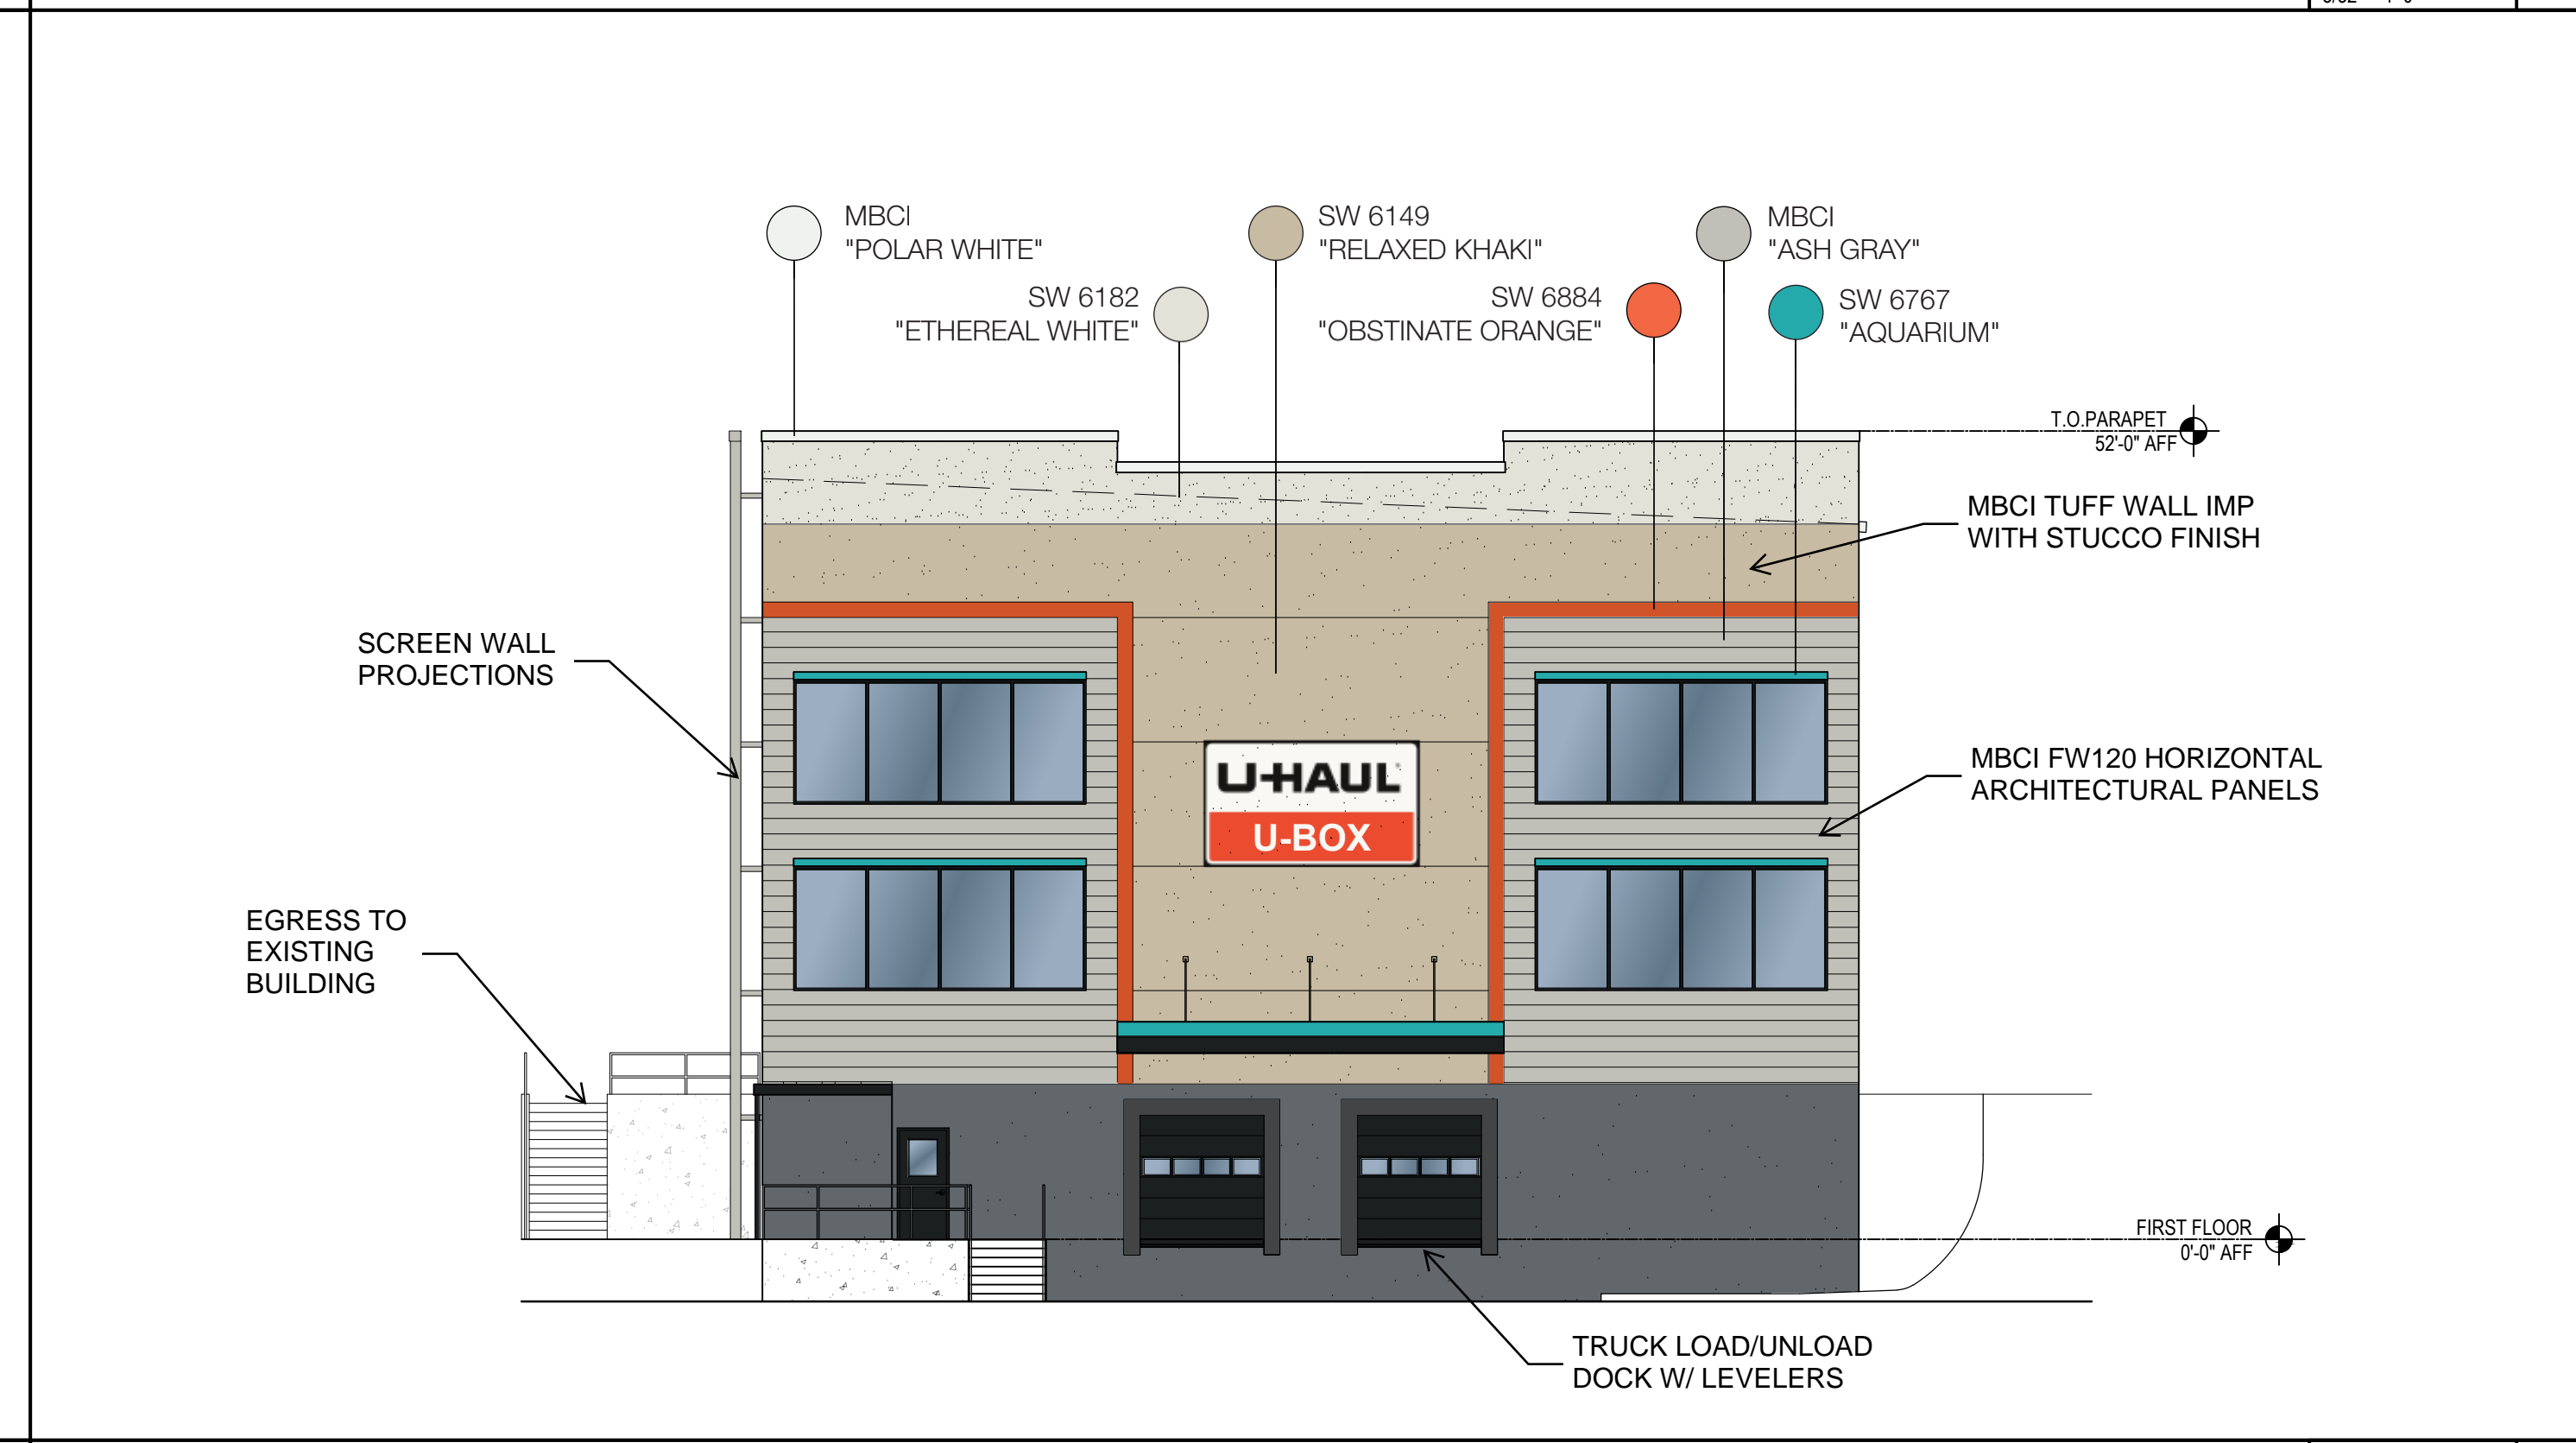 MBCI
"POLAR WHITE"
SW 6182
"ETHEREAL WHITE"
SW 6149
"RELAXED KHAKI"
SW 6884
"OBSTINATE ORANGE"
MBCI
"ASH GRAY"
SW 6767
"AQUARIUM"
T.O.PARAPET
52'-0" AFF
MBCI TUFF WALL IMP
WITH STUCCO FINISH
SCREEN WALL
PROJECTIONS
U-HAUL
U-BOX
MBCI FW120 HORIZONTAL
ARCHITECTURAL PANELS
EGRESS TO
EXISTING
BUILDING
FIRST FLOOR
0'-0" AFF
TRUCK LOAD/UNLOAD
DOCK W/ LEVELERS